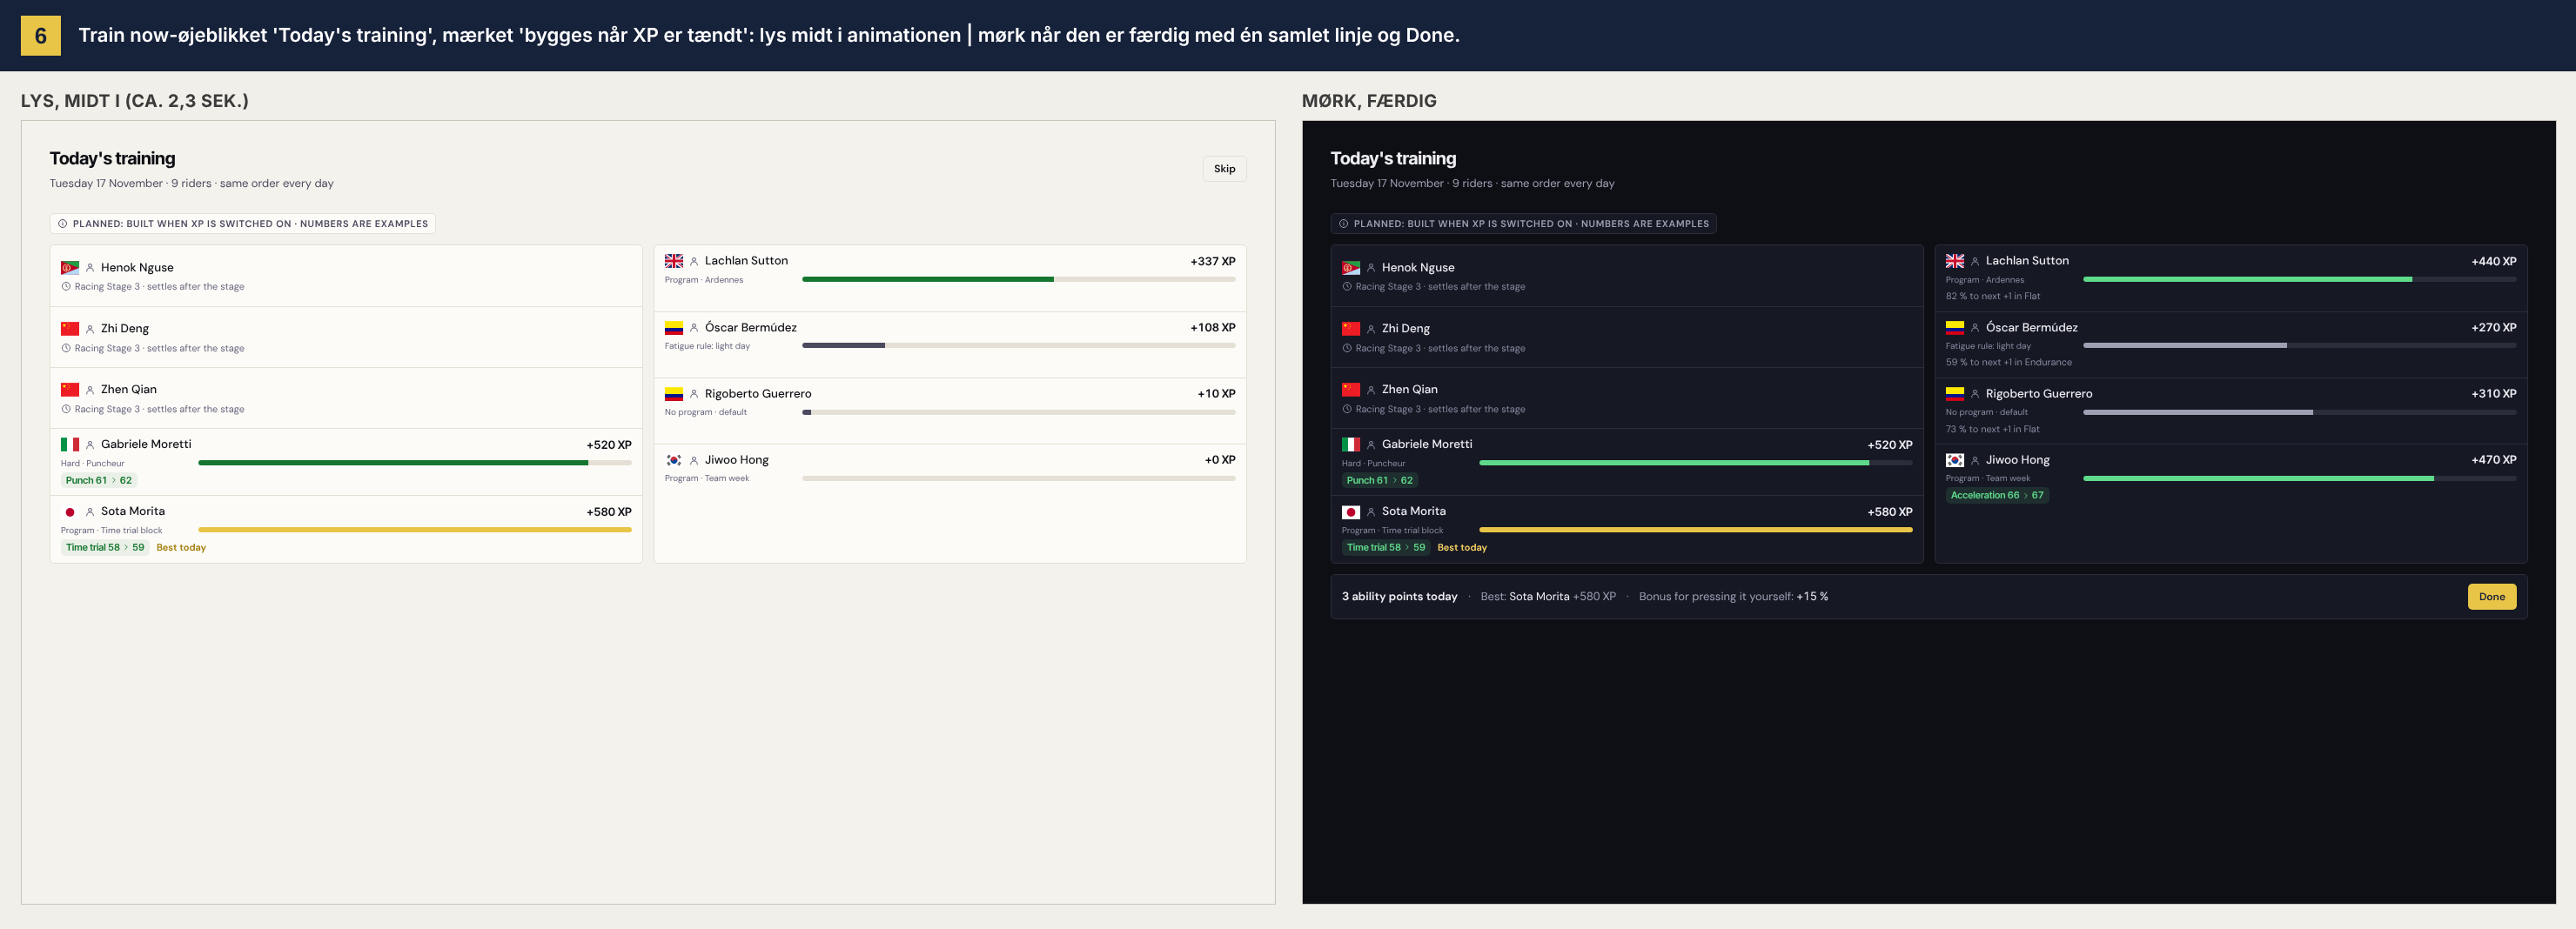 6
Train now-øjeblikket 'Today's training', mærket 'bygges når XP er tændt': lys midt i animationen | mørk når den er færdig med én samlet linje og Done.
LYS, MIDT I (CA. 2,3 SEK.)
Today's training
Tuesday 17 November · 9 riders · same order every day
Skip
PLANNED: BUILT WHEN XP IS SWITCHED ON · NUMBERS ARE EXAMPLES
Henok Nguse
Racing Stage 3 · settles after the stage
Zhi Deng
Racing Stage 3 · settles after the stage
Zhen Qian
Racing Stage 3 · settles after the stage
Gabriele Moretti +520 XP
Hard · Puncheur
Punch 61 > 62
Sota Morita +580 XP
Program · Time trial block
Time trial 58 > 59 Best today
Lachlan Sutton +337 XP
Program · Ardennes
Óscar Bermúdez +108 XP
Fatigue rule: light day
Rigoberto Guerrero +10 XP
No program · default
Jiwoo Hong +0 XP
Program · Team week
MØRK, FÆRDIG
Today's training
Tuesday 17 November · 9 riders · same order every day
PLANNED: BUILT WHEN XP IS SWITCHED ON · NUMBERS ARE EXAMPLES
Henok Nguse
Racing Stage 3 · settles after the stage
Zhi Deng
Racing Stage 3 · settles after the stage
Zhen Qian
Racing Stage 3 · settles after the stage
Gabriele Moretti +520 XP
Hard · Puncheur
Punch 61 > 62
Sota Morita +580 XP
Program · Time trial block
Time trial 58 > 59 Best today
Lachlan Sutton +440 XP
Program · Ardennes
82 % to next +1 in Flat
Óscar Bermúdez +270 XP
Fatigue rule: light day
59 % to next +1 in Endurance
Rigoberto Guerrero +310 XP
No program · default
73 % to next +1 in Flat
Jiwoo Hong +470 XP
Program · Team week
Acceleration 66 > 67
3 ability points today · Best: Sota Morita +580 XP · Bonus for pressing it yourself: +15 %
Done